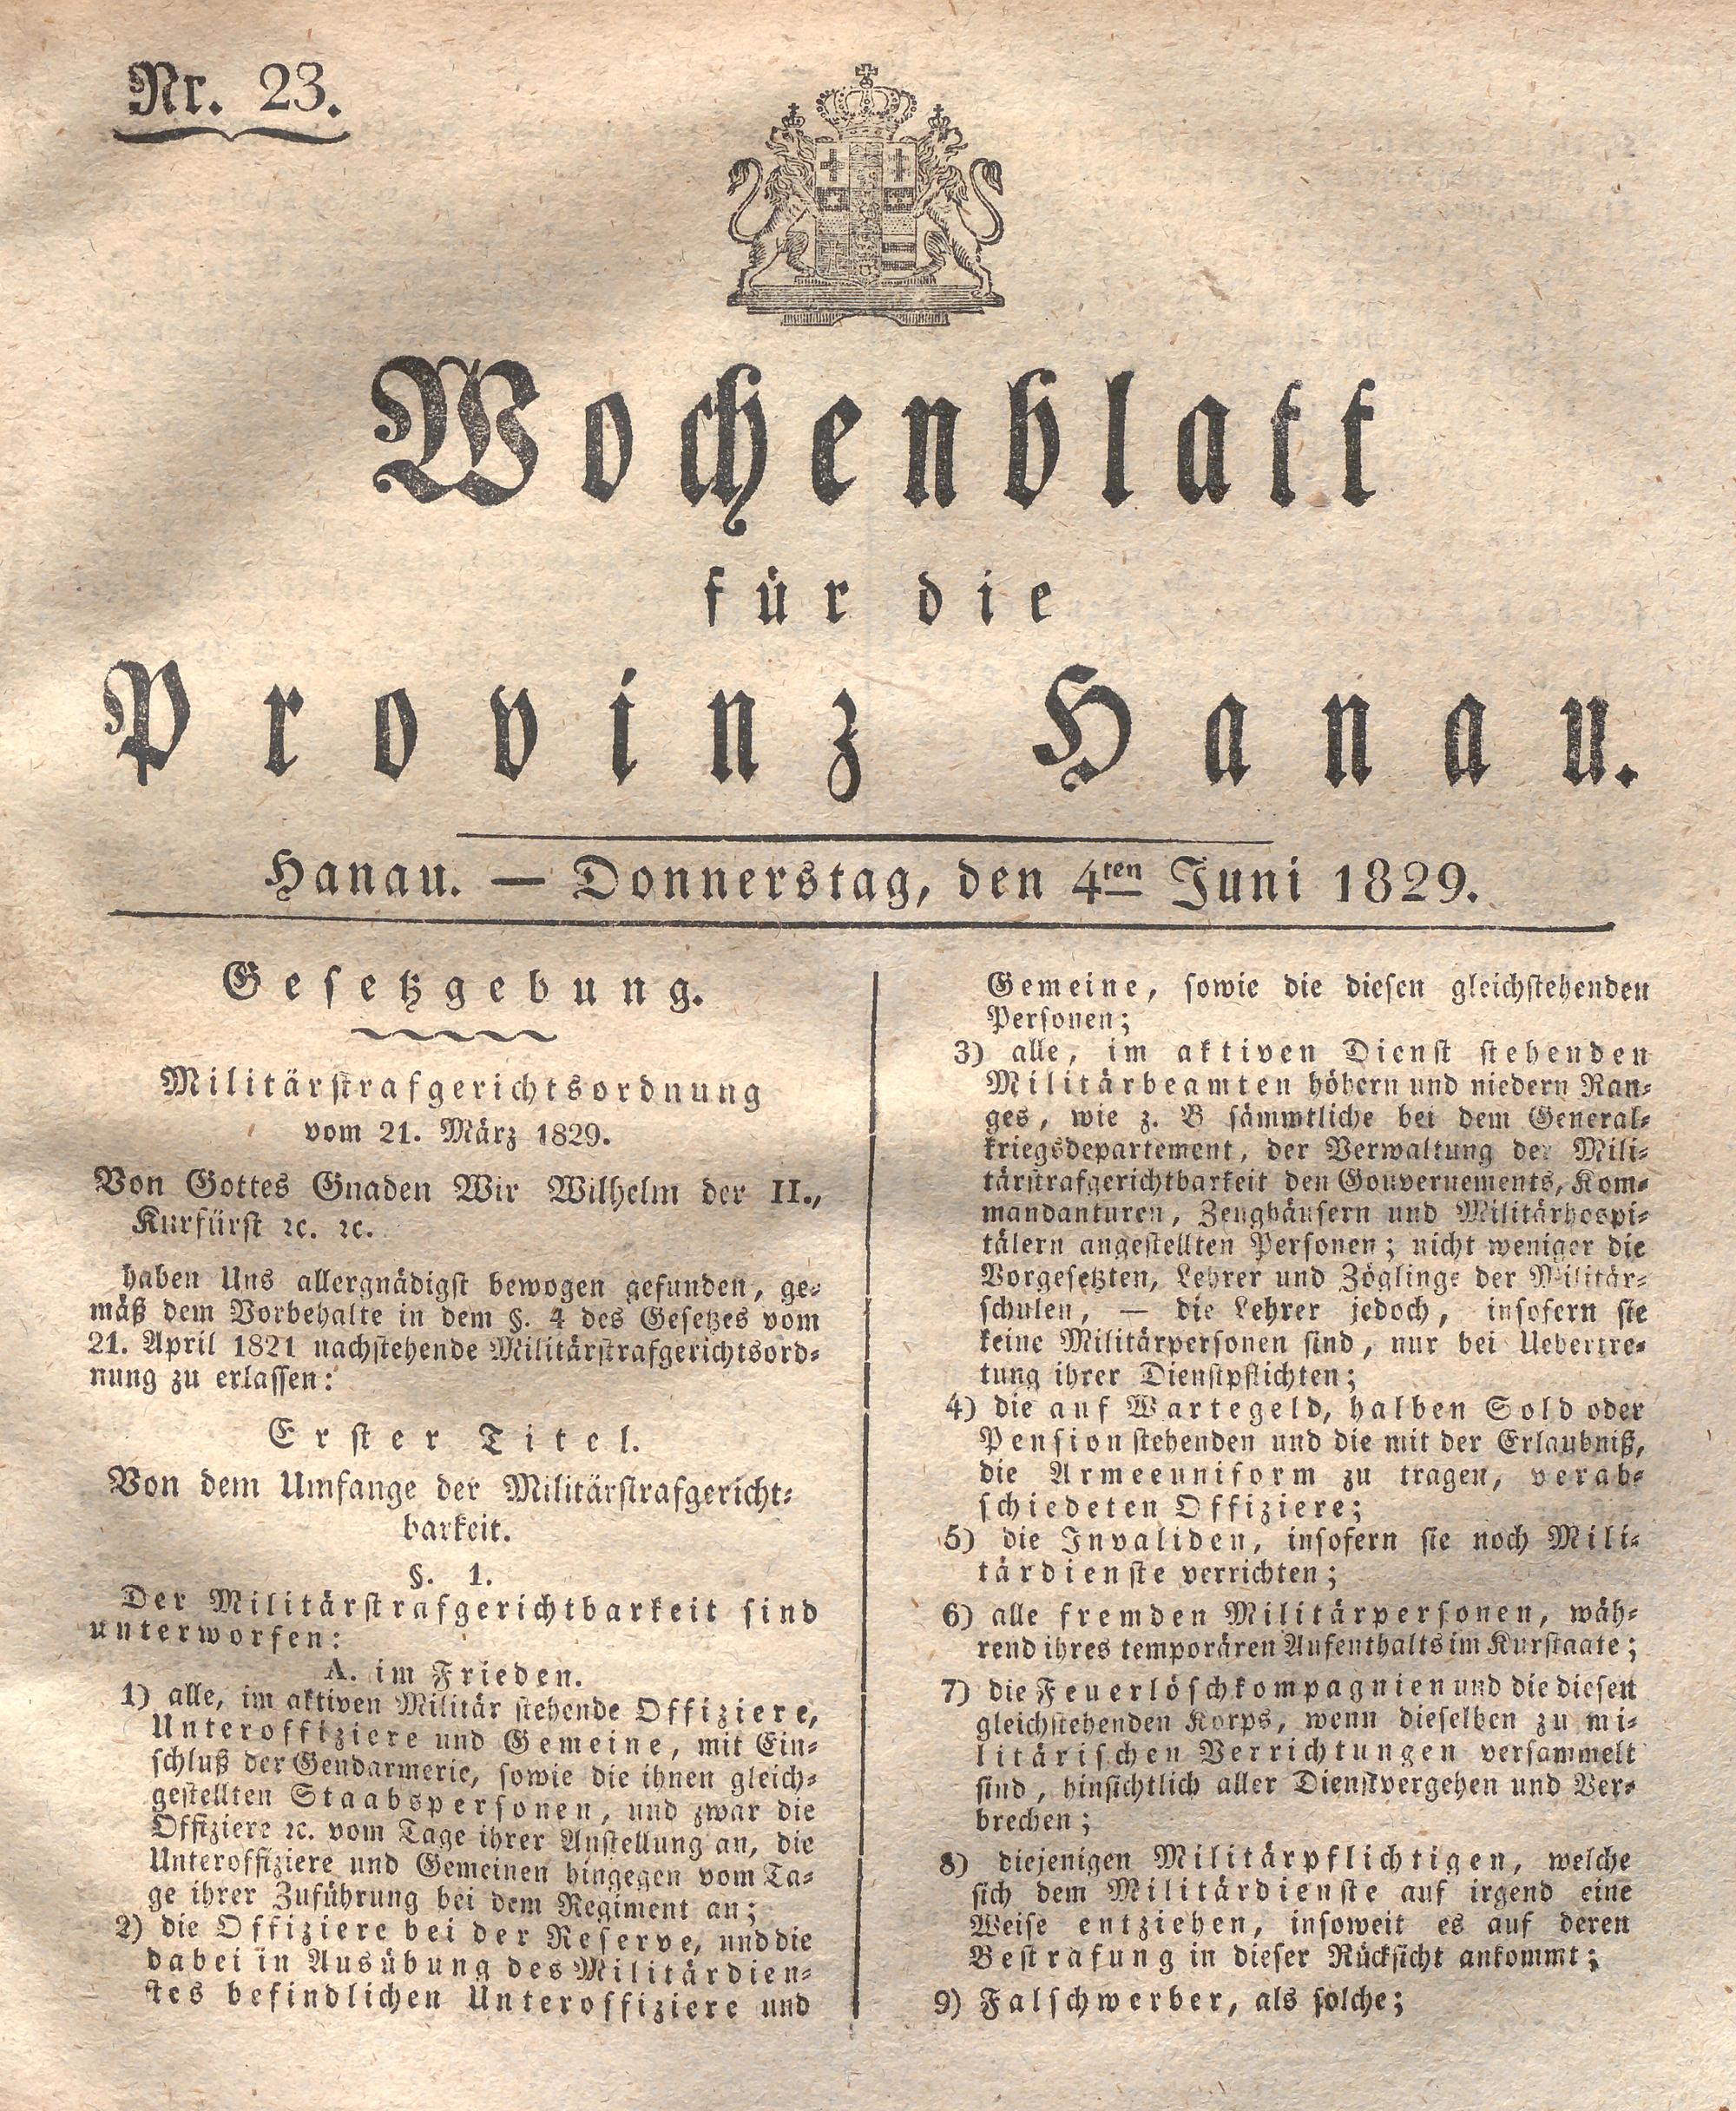 Nr. 23.
Wochenblatt
für die
Provinz Hanau.
Hanau. — Donnerstag, den 4ten Juni 1829.
Gesetzgebung.
Militärstrafgerichtsordnung
vom 21. März 1829.
Von Gottes Gnaden Wir Wilhelm der II.,
Kurfürst ꝛc. ꝛc.
haben Uns allergnädigst bewogen gefunden, ge-
mäß dem Vorbehalte in dem §. 4 des Gesetzes vom
21. April 1821 nachstehende Militärstrafgerichtsord-
nung zu erlassen:
Erster Titel.
Von dem Umfange der Militärstrafgericht-
barkeit.
§. 1.
Der Militärstrafgerichtbarkeit sind
unterworfen:
A. im Frieden.
1) alle, im aktiven Militär stehende Offiziere,
Unteroffiziere und Gemeine, mit Ein-
schluß der Gendarmerie, sowie die ihnen gleich-
gestellten Staabspersonen, und zwar die
Offiziere ꝛc. vom Tage ihrer Anstellung an, die
Unteroffiziere und Gemeinen hingegen vom Ta-
ge ihrer Zuführung bei dem Regiment an;
2) die Offiziere bei der Reserve, und die
dabei in Ausübung des Militärdien-
stes befindlichen Unteroffiziere und
Gemeine, sowie die diesen gleichstehenden
Personen;
3) alle, im aktiven Dienst stehenden
Militärbeamten höhern und niedern Ran-
ges, wie z. B sämmtliche bei dem General-
kriegsdepartement, der Verwaltung der Mili-
tärstrafgerichtbarkeit den Gouvernements, Kom-
mandanturen, Zeughäusern und Militärhospi-
tälern angestellten Personen; nicht weniger die
Vorgesetzten, Lehrer und Zöglinge der Militär-
schulen, — die Lehrer jedoch, insofern sie
keine Militärpersonen sind, nur bei Uebertre-
tung ihrer Dienstpflichten;
4) die auf Wartegeld, halben Sold oder
Pension stehenden und die mit der Erlaubniß,
die Armeeuniform zu tragen, verab-
schiedeten Offiziere;
5) die Invaliden, insofern sie noch Mili-
tärdienste verrichten;
6) alle fremden Militärpersonen, wäh-
rend ihres temporären Aufenthalts im Kurstaate;
7) die Feuerlöschkompagnien und die diesen
gleichstehenden Korps, wenn dieselben zu mi-
litärischen Verrichtungen versammelt
sind, hinsichtlich aller Dienstvergehen und Ver-
brechen;
8) diejenigen Militärpflichtigen, welche
sich dem Militärdienste auf irgend eine
Weise entziehen, insoweit es auf deren
Bestrafung in dieser Rücksicht ankommt;
9) Falschwerber, als solche;